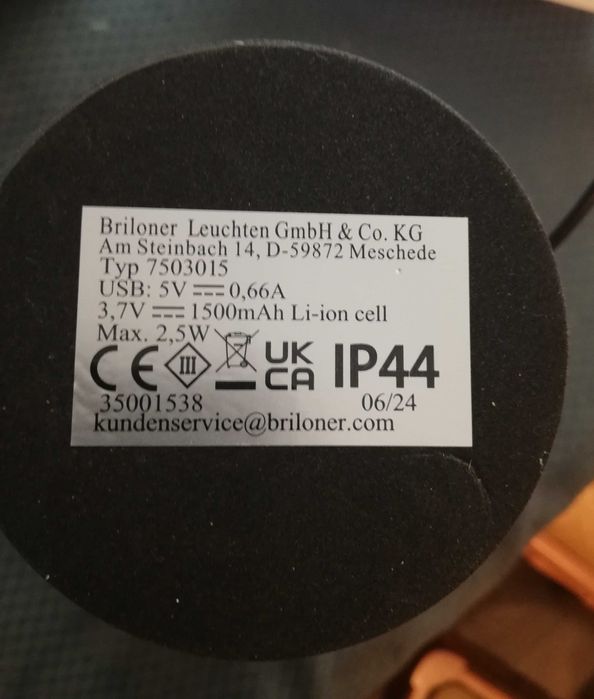 Briloner Leuchten GmbH & Co. KG
Am Steinbach 14, D-59872 Meschede
Typ 7503015
USB: 5V ⎓ 0,66A
3,7V ⎓ 1500mAh Li-ion cell
Max. 2,5W
CE III UK CA IP44
35001538 06/24
kundenservice@briloner.com